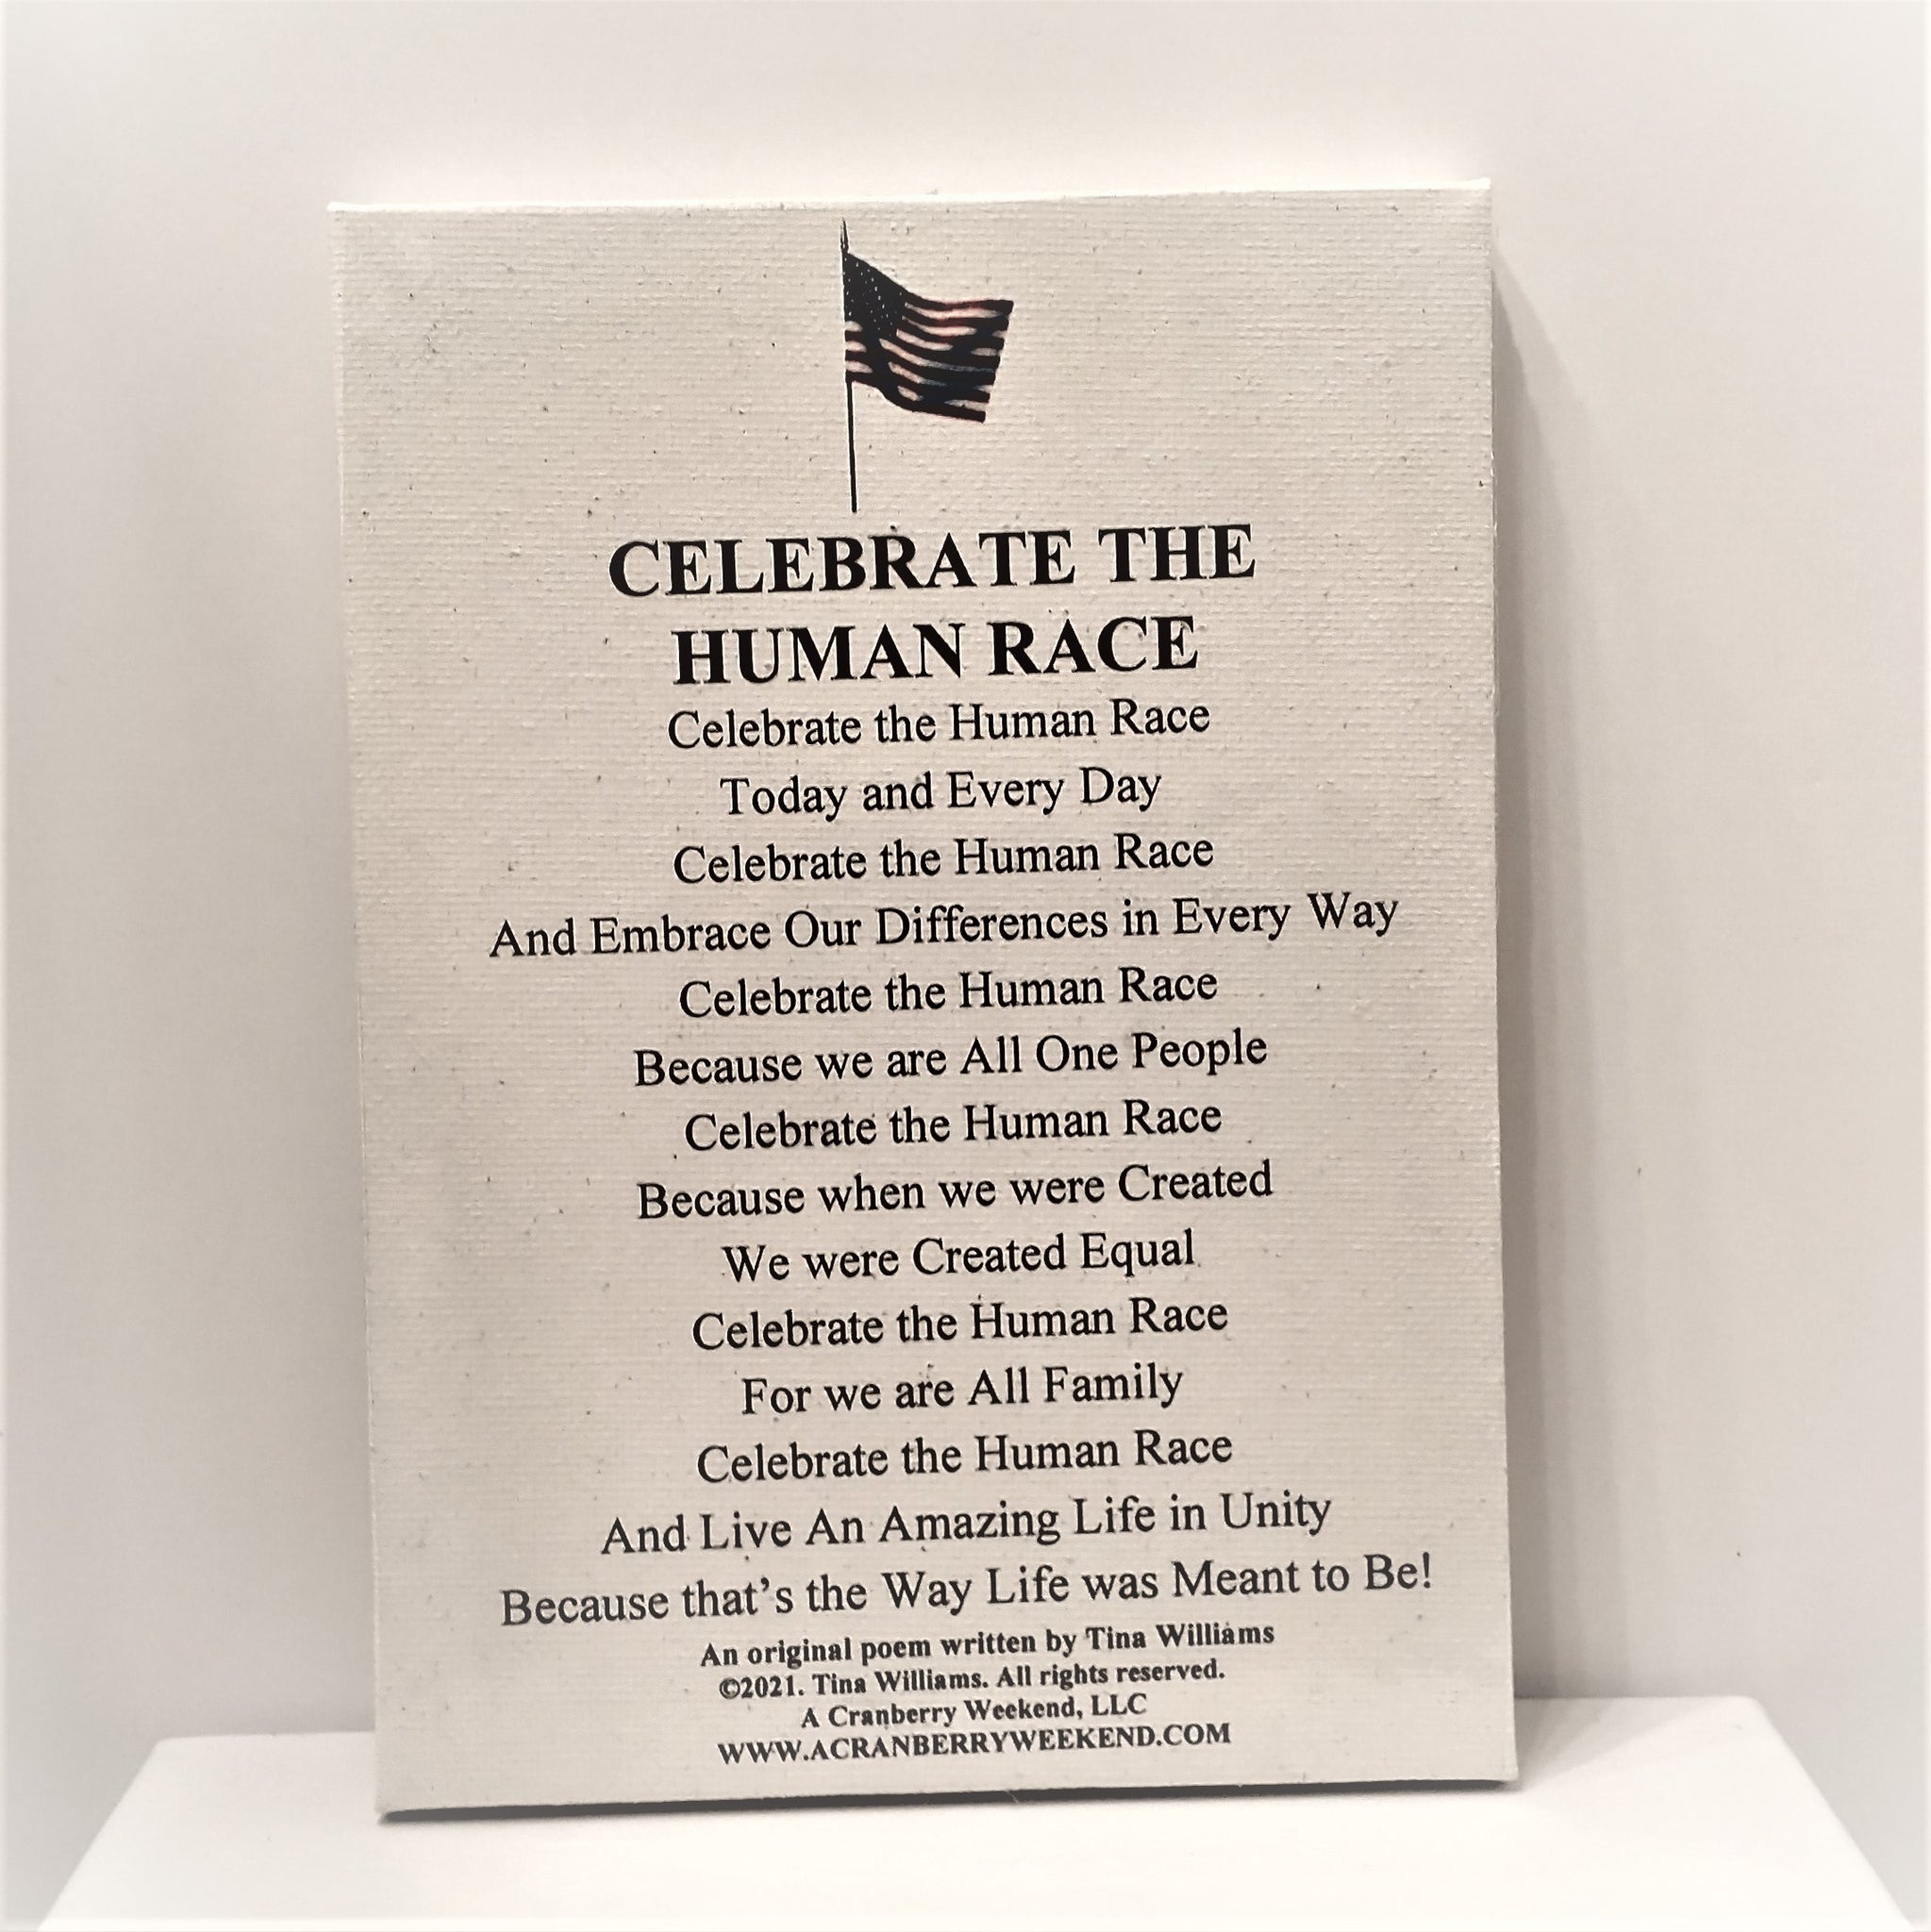 CELEBRATE THE
HUMAN RACE
Celebrate the Human Race
Today and Every Day
Celebrate the Human Race
And Embrace Our Differences in Every Way
Celebrate the Human Race
Because we are All One People
Celebrate the Human Race
Because when we were Created
We were Created Equal
Celebrate the Human Race
For we are All Family
Celebrate the Human Race
And Live An Amazing Life in Unity
Because that’s the Way Life was Meant to Be!
An original poem written by Tina Williams
©2021. Tina Williams. All rights reserved.
A Cranberry Weekend, LLC
WWW.ACRANBERRYWEEKEND.COM